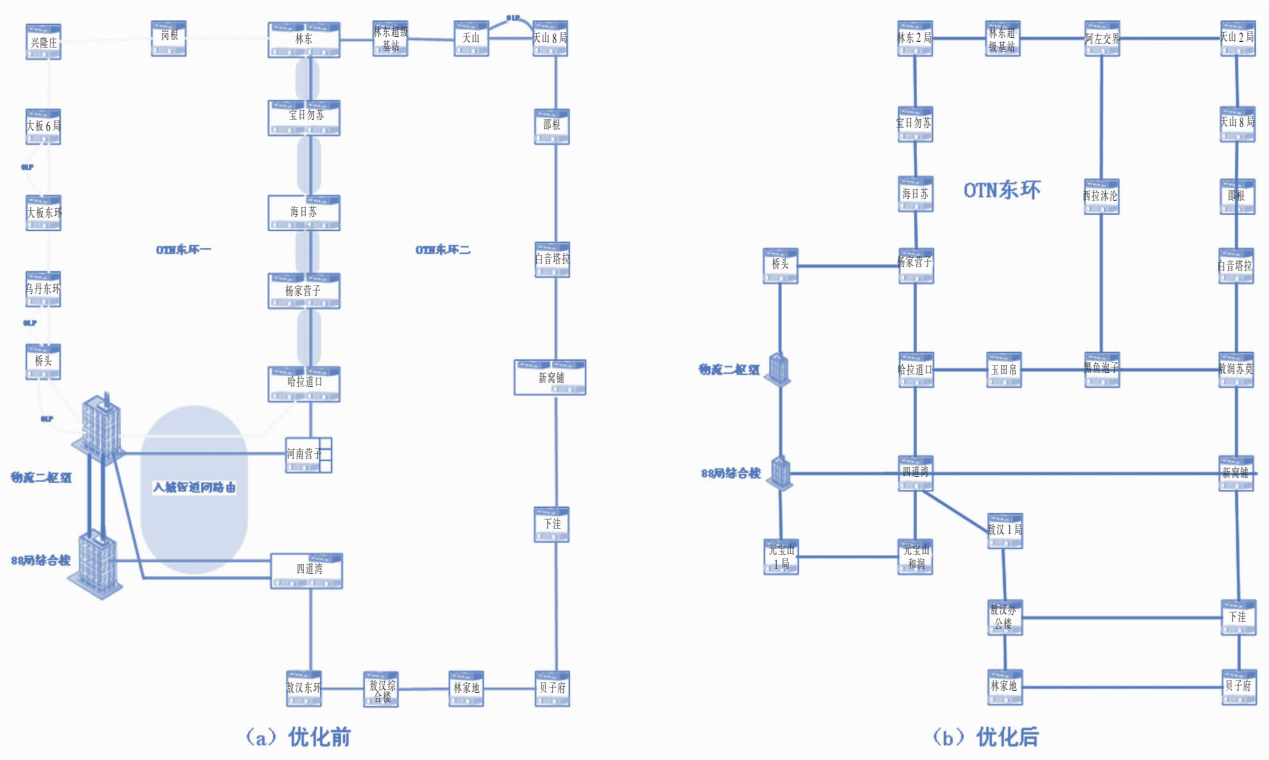 兴隆庄
岗根
林东
林东超级
基站
天山
OLP
天山8局
大板6局
宝日勿苏
邵根
OLP
大板东环
海日苏
OTN东环一
OTN东环二
白音塔拉
乌丹东环
杨家营子
OLP
桥头
哈拉道口
新窝铺
OLP
河南营子
物流二枢纽
入城管道同路由
下洼
88局综合楼
四道湾
敖汉东环
敖汉综
合楼
林家地
贝子府
(a) 优化前
林东2局
林东超
级基站
阿左交界
天山2局
宝日勿苏
天山8局
海日苏
OTN东环
西拉沐沦
邵根
桥头
杨家营子
白音塔拉
物流二枢纽
哈拉道口
玉田皋
黑鱼泡子
敖润苏莫
88局综合楼
四道湾
新窝铺
敖汉1局
元宝山
1局
元宝山
和润
敖汉办
公楼
下洼
林家地
贝子府
(b) 优化后